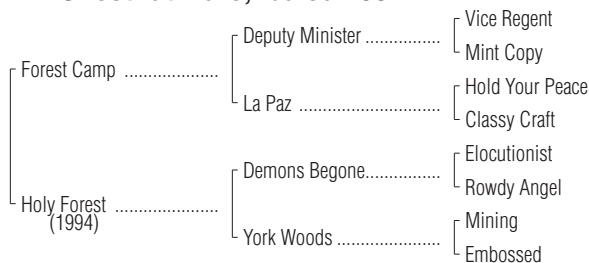 Vice Regent
Deputy Minister ................
Mint Copy
Forest Camp ....................
Hold Your Peace
La Paz ..............................
Classy Craft
Elocutionist
Demons Begone................
Rowdy Angel
Holy Forest ......................
(1994)
Mining
York Woods ......................
Embossed